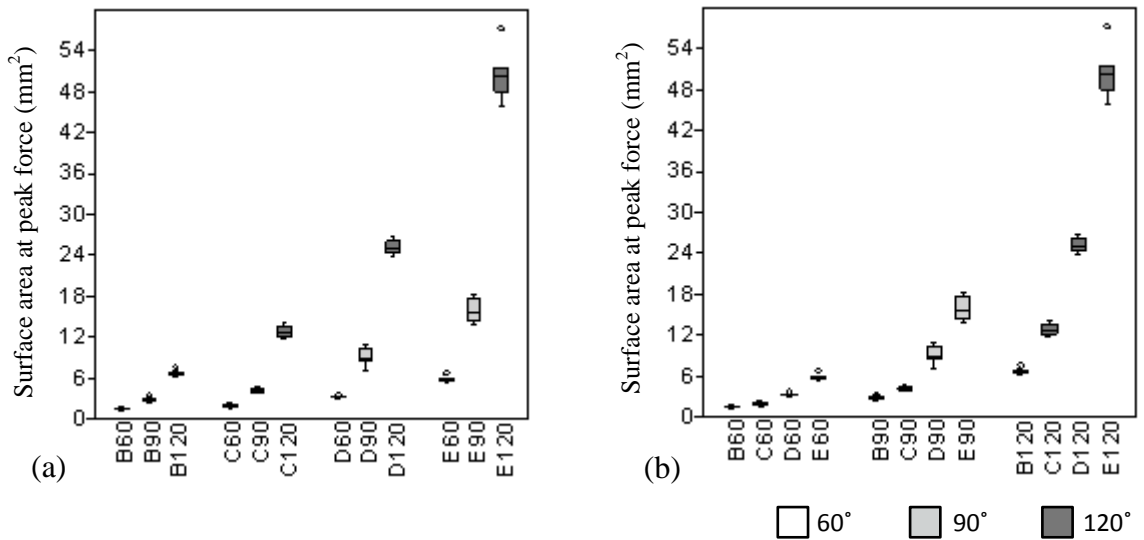 Surface area at peak force (mm²)
54
48
42
36
30
24
18
12
6
0
B60
B90
B120
C60
C90
C120
D60
D90
D120
E60
E90
E120
(a)
Surface area at peak force (mm²)
54
48
42
36
30
24
18
12
6
0
B60
C60
D60
E60
B90
C90
D90
E90
B120
C120
D120
E120
(b)
60˚ 90˚ 120˚